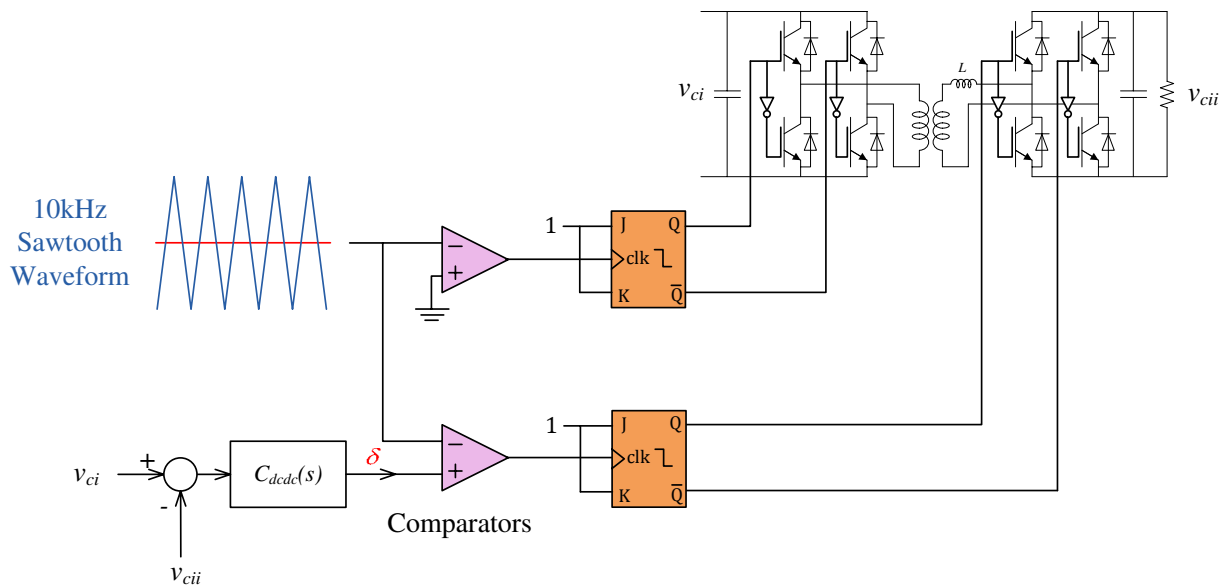 L
v_ci
v_cii
10kHz
Sawtooth
Waveform
−
+
1
J
Q
clk
K
Q̅
v_ci
+
-
v_cii
C_dcdc(s)
δ
−
+
Comparators
1
J
Q
clk
K
Q̅